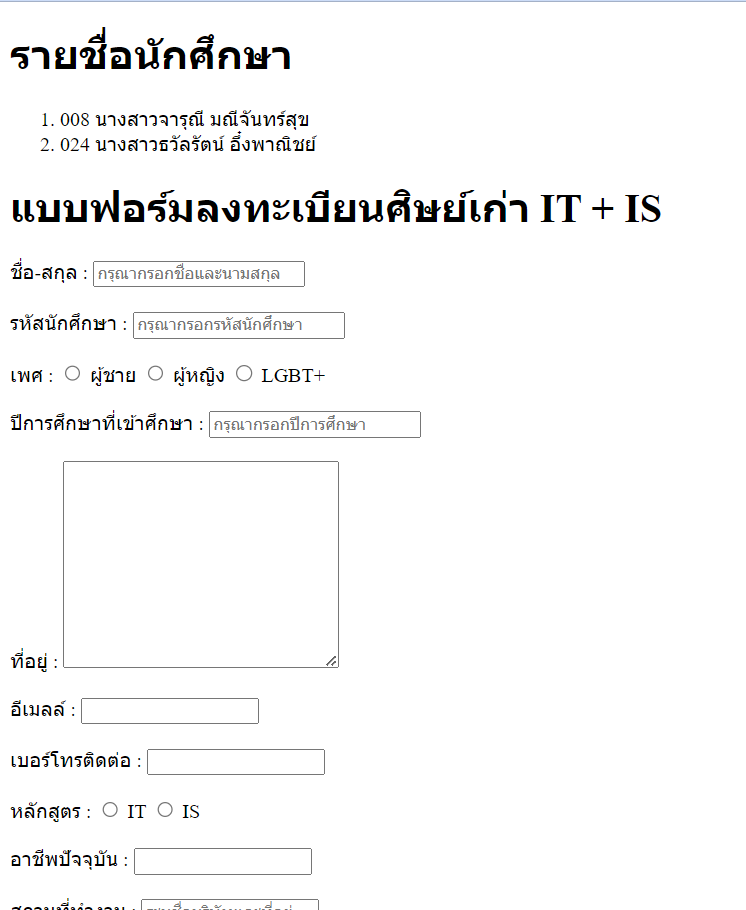 รายชื่อนักศึกษา
1. 008 นางสาวจารุณี มณีจันทร์สุข
2. 024 นางสาวธวัลรัตน์ อึ๋งพาณิชย์
แบบฟอร์มลงทะเบียนศิษย์เก่า IT + IS
ชื่อ-สกุล : กรุณากรอกชื่อและนามสกุล
รหัสนักศึกษา : กรุณากรอกรหัสนักศึกษา
เพศ : ผู้ชาย ผู้หญิง LGBT+
ปีการศึกษาที่เข้าศึกษา : กรุณากรอกปีการศึกษา
ที่อยู่ :
อีเมลล์ :
เบอร์โทรติดต่อ :
หลักสูตร : IT IS
อาชีพปัจจุบัน :
สถานที่ทำงาน :